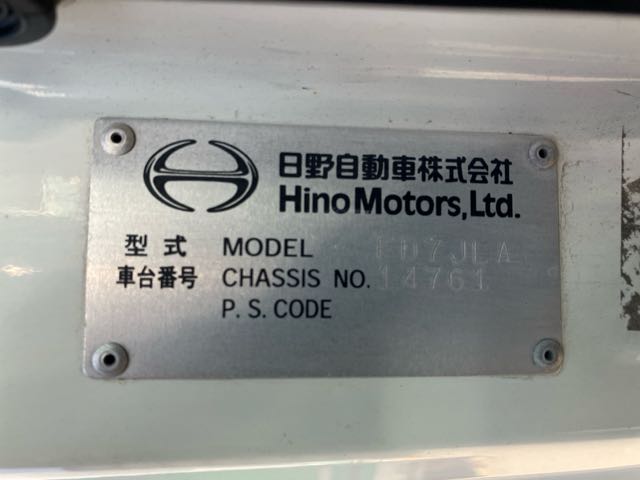 日野自動車株式会社
Hino Motors, Ltd.
型式 MODEL FD7JLA
車台番号 CHASSIS NO. 14761
P. S. CODE